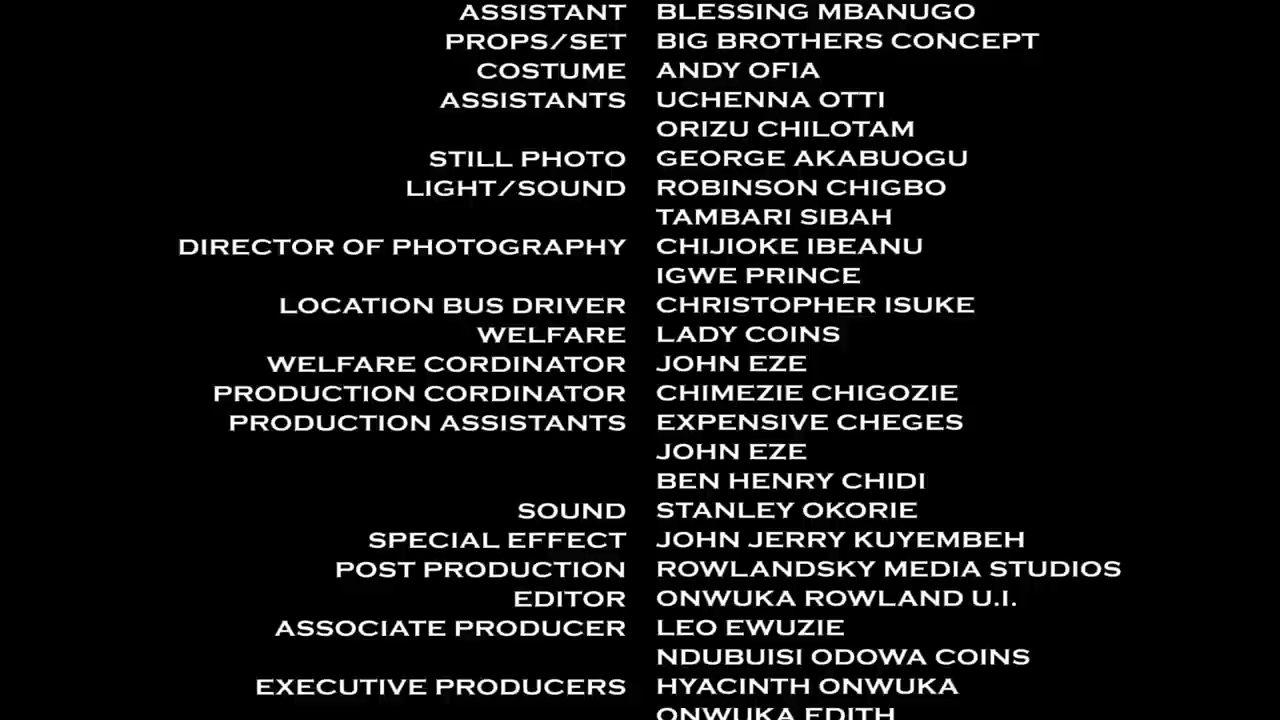 ASSISTANT BLESSING MBANUGO
PROPS/SET BIG BROTHERS CONCEPT
COSTUME ANDY OFIA
ASSISTANTS UCHENNA OTTI
ORIZU CHILOTAM
STILL PHOTO GEORGE AKABUOGU
LIGHT/SOUND ROBINSON CHIGBO
TAMBARI SIBAH
DIRECTOR OF PHOTOGRAPHY CHIJIOKE IBEANU
IGWE PRINCE
LOCATION BUS DRIVER CHRISTOPHER ISUKE
WELFARE LADY COINS
WELFARE CORDINATOR JOHN EZE
PRODUCTION CORDINATOR CHIMEZIE CHIGOZIE
PRODUCTION ASSISTANTS EXPENSIVE CHEGES
JOHN EZE
BEN HENRY CHIDI
SOUND STANLEY OKORIE
SPECIAL EFFECT JOHN JERRY KUYEMBEH
POST PRODUCTION ROWLANDSKY MEDIA STUDIOS
EDITOR ONWUKA ROWLAND U.I.
ASSOCIATE PRODUCER LEO EWUZIE
NDUBUISI ODOWA COINS
EXECUTIVE PRODUCERS HYACINTH ONWUKA
ONWUKA EDITH